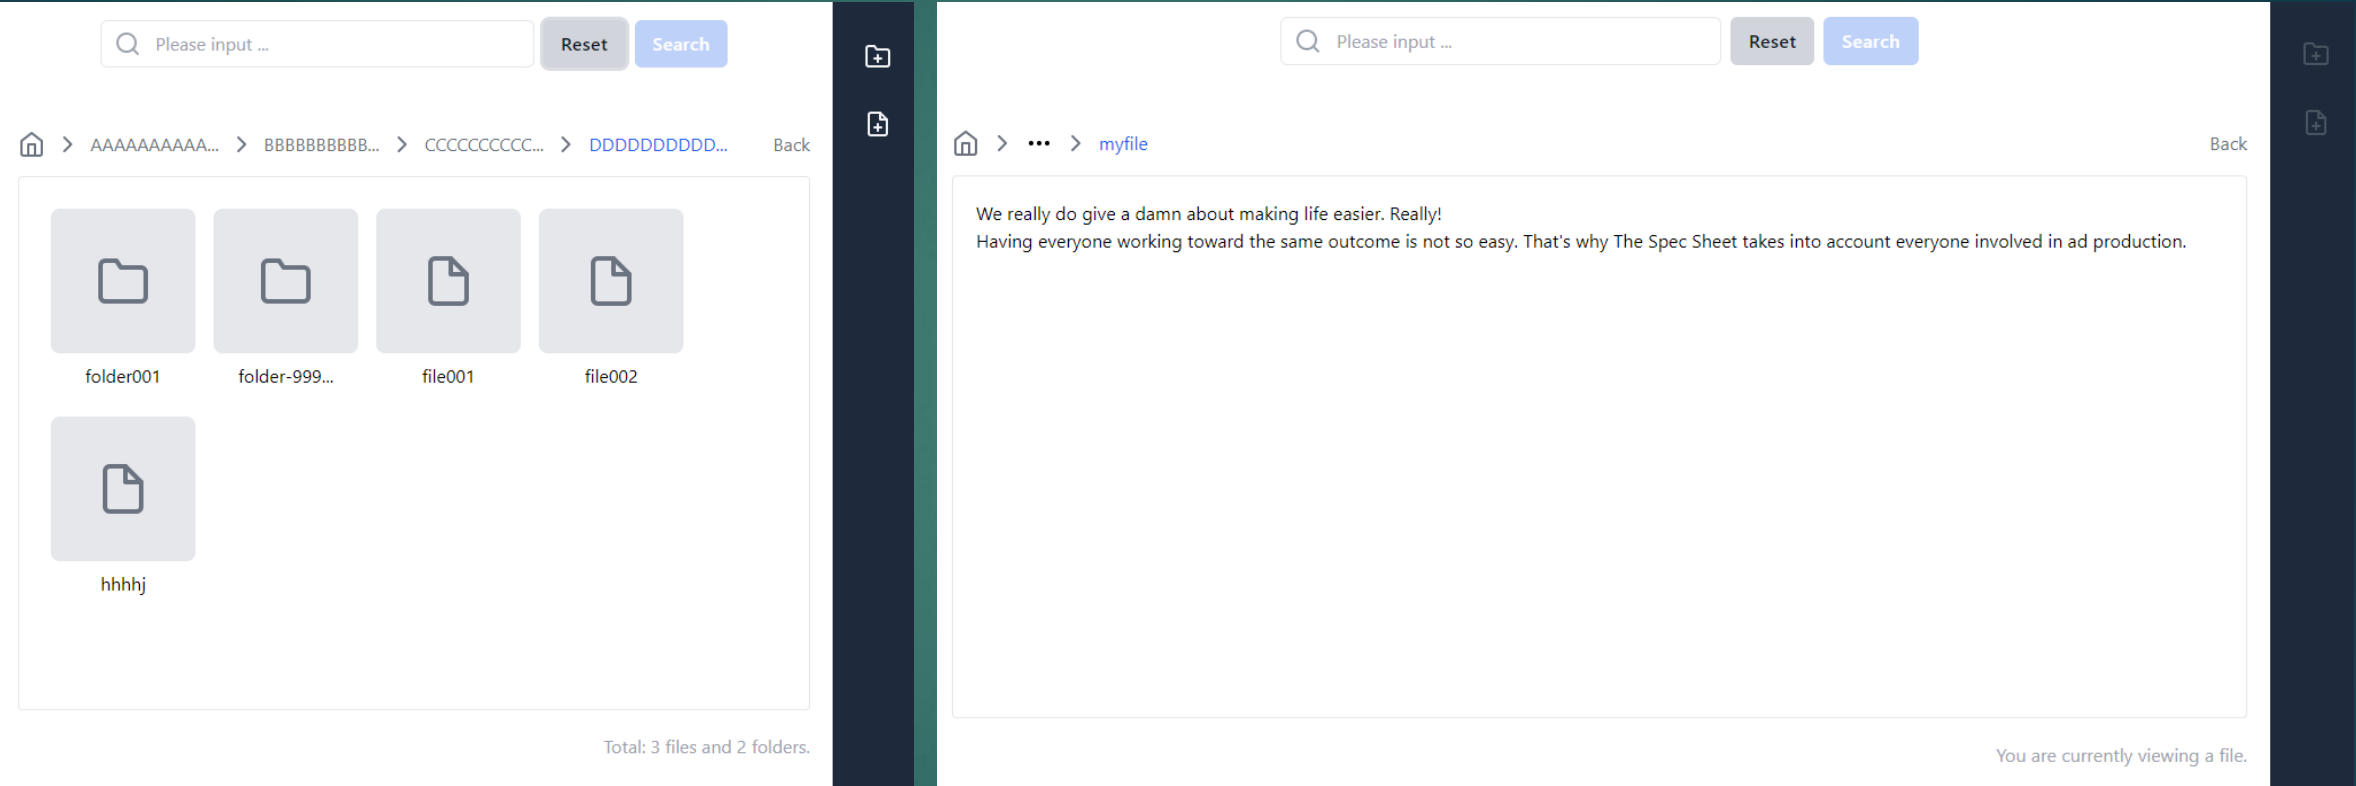 Please input ...
Reset
Search
AAAAAAAAAA...
BBBBBBBBBB...
CCCCCCCCCC...
DDDDDDDDDD...
Back
folder001
folder-999...
file001
file002
hhhhj
Total: 3 files and 2 folders.
Please input ...
Reset
Search
myfile
Back
We really do give a damn about making life easier. Really!
Having everyone working toward the same outcome is not so easy. That's why The Spec Sheet takes into account everyone involved in ad production.
You are currently viewing a file.